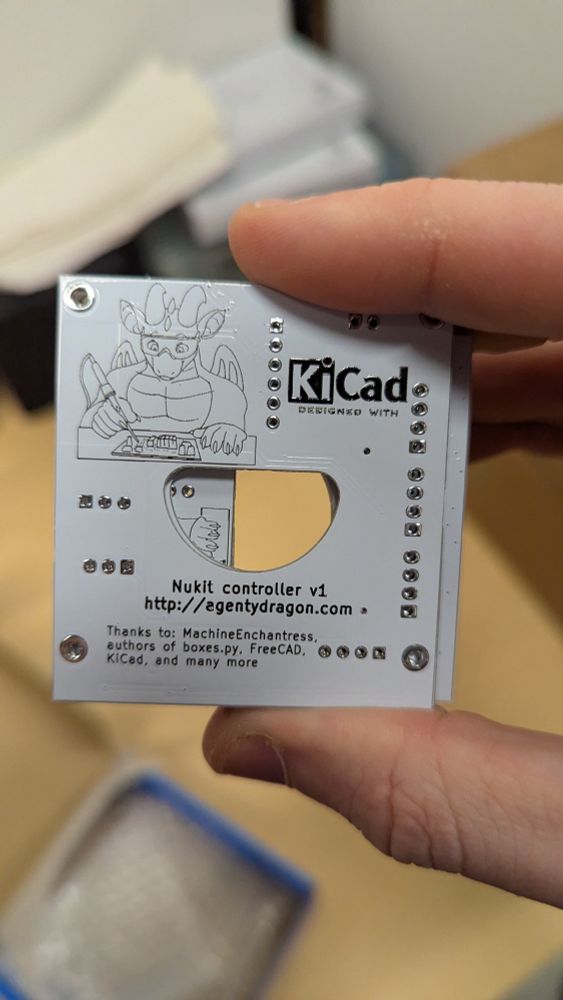 KiCad
DESIGNED WITH
Nukit controller v1
http://agentydragon.com
Thanks to: MachineEnchantress,
authors of boxes.py, FreeCAD,
KiCad, and many more